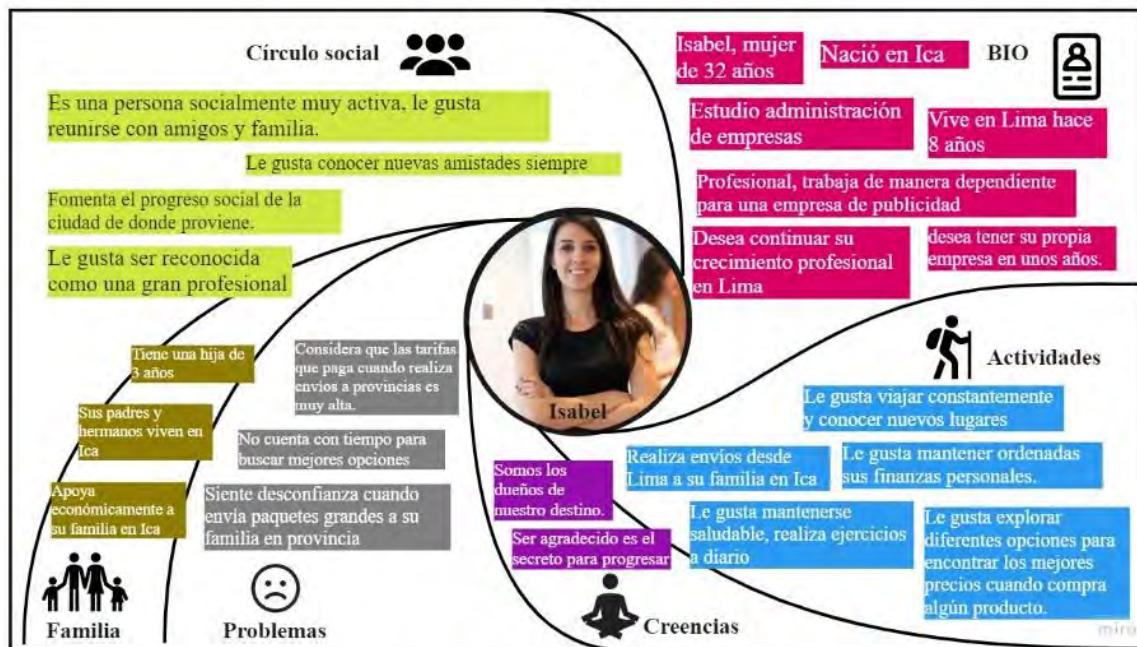 Círculo social
Es una persona socialmente muy activa, le gusta
reunirse con amigos y familia.
Le gusta conocer nuevas amistades siempre
Fomenta el progreso social de la
ciudad de donde proviene.
Le gusta ser reconocida
como una gran profesional
BIO
Isabel, mujer
de 32 años
Nació en Ica
Estudio administración
de empresas
Vive en Lima hace
8 años
Profesional, trabaja de manera dependiente
para una empresa de publicidad
Desea continuar su
crecimiento profesional
en Lima
desea tener su propia
empresa en unos años.
Isabel
Tiene una hija de
3 años
Sus padres y
hermanos viven en
Ica
Apoya
económicamente a
su familia en Ica
Familia
Considera que las tarifas
que paga cuando realiza
envíos a provincias es
muy alta.
No cuenta con tiempo para
buscar mejores opciones
Siente desconfianza cuando
envía paquetes grandes a su
familia en provincia
Problemas
Somos los
dueños de
nuestro destino.
Ser agradecido es el
secreto para progresar
Creencias
Actividades
Le gusta viajar constantemente
y conocer nuevos lugares
Realiza envíos desde
Lima a su familia en Ica
Le gusta mantener ordenadas
sus finanzas personales.
Le gusta mantenerse
saludable, realiza ejercicios
a diario
Le gusta explorar
diferentes opciones para
encontrar los mejores
precios cuando compra
algún producto.
miro